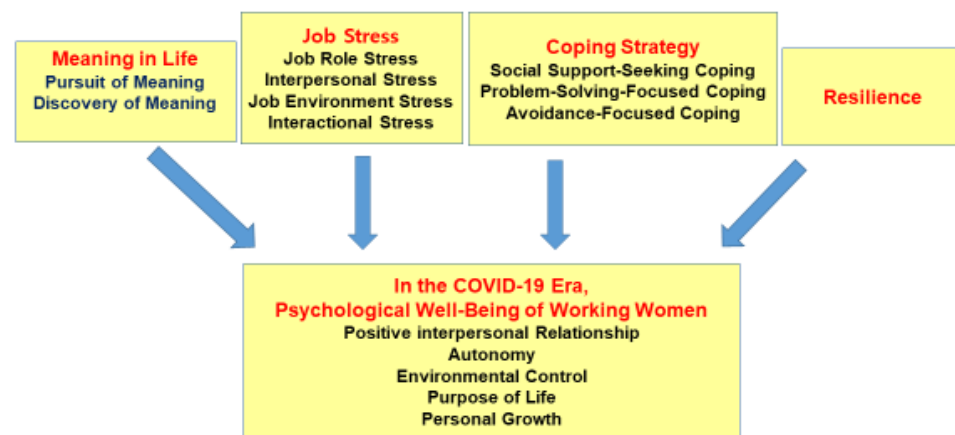 Meaning in Life
Pursuit of Meaning
Discovery of Meaning
Job Stress
Job Role Stress
Interpersonal Stress
Job Environment Stress
Interactional Stress
Coping Strategy
Social Support-Seeking Coping
Problem-Solving-Focused Coping
Avoidance-Focused Coping
Resilience
In the COVID-19 Era,
Psychological Well-Being of Working Women
Positive interpersonal Relationship
Autonomy
Environmental Control
Purpose of Life
Personal Growth